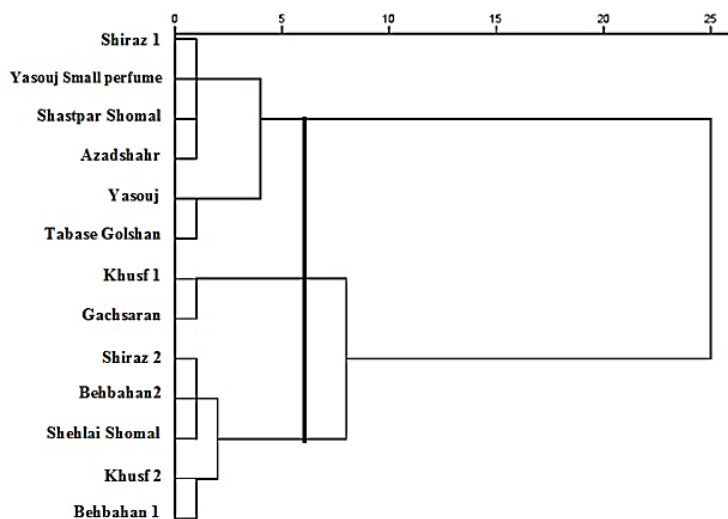 0 5 10 15 20 25
Shiraz 1
Yasouj Small perfume
Shastpar Shomal
Azadshahr
Yasouj
Tabase Golshan
Khusf 1
Gachsaran
Shiraz 2
Behbahan2
Shehlai Shomal
Khusf 2
Behbahan 1